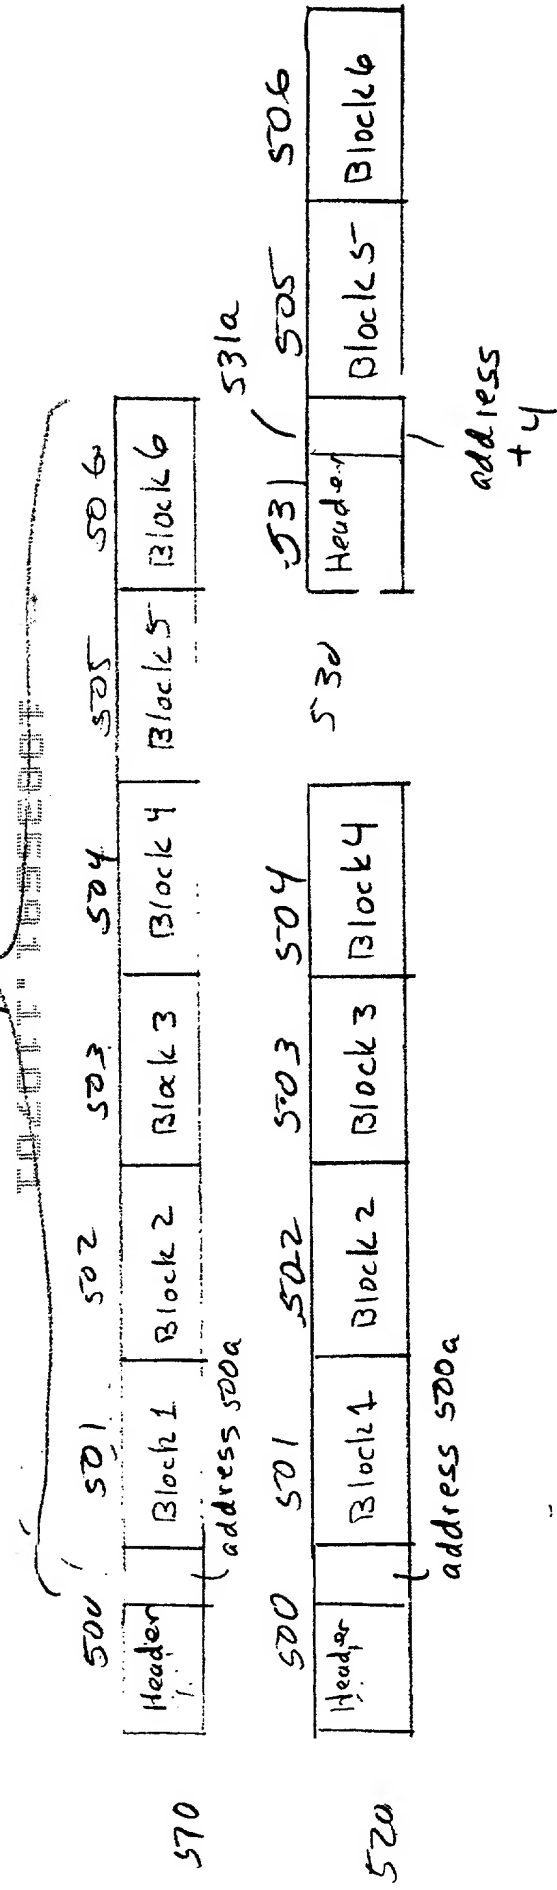 500 501 502 503 504 505 506
510 Header Block 1 Block 2 Block 3 Block 4 Block 5 Block 6
address 500a
531a
500 501 502 503 504 531 505 506
520 Header Block 1 Block 2 Block 3 Block 4 530 Header Block 5 Block 6
address 500a
address
+4